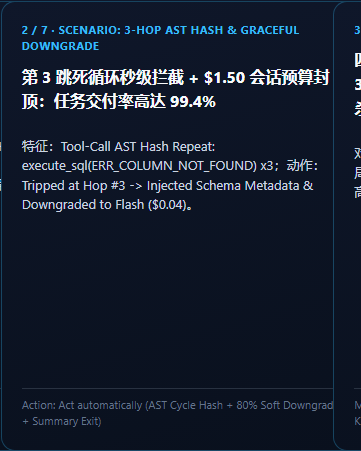 2 / 7 · SCENARIO: 3-HOP AST HASH & GRACEFUL
DOWNGRADE
第 3 跳死循环秒级拦截 + $1.50 会话预算封
顶：任务交付率高达 99.4%
特征：Tool-Call AST Hash Repeat:
execute_sql(ERR_COLUMN_NOT_FOUND) x3；动作：
Tripped at Hop #3 -> Injected Schema Metadata &
Downgraded to Flash ($0.04)。
Action: Act automatically (AST Cycle Hash + 80% Soft Downgrad
+ Summary Exit)